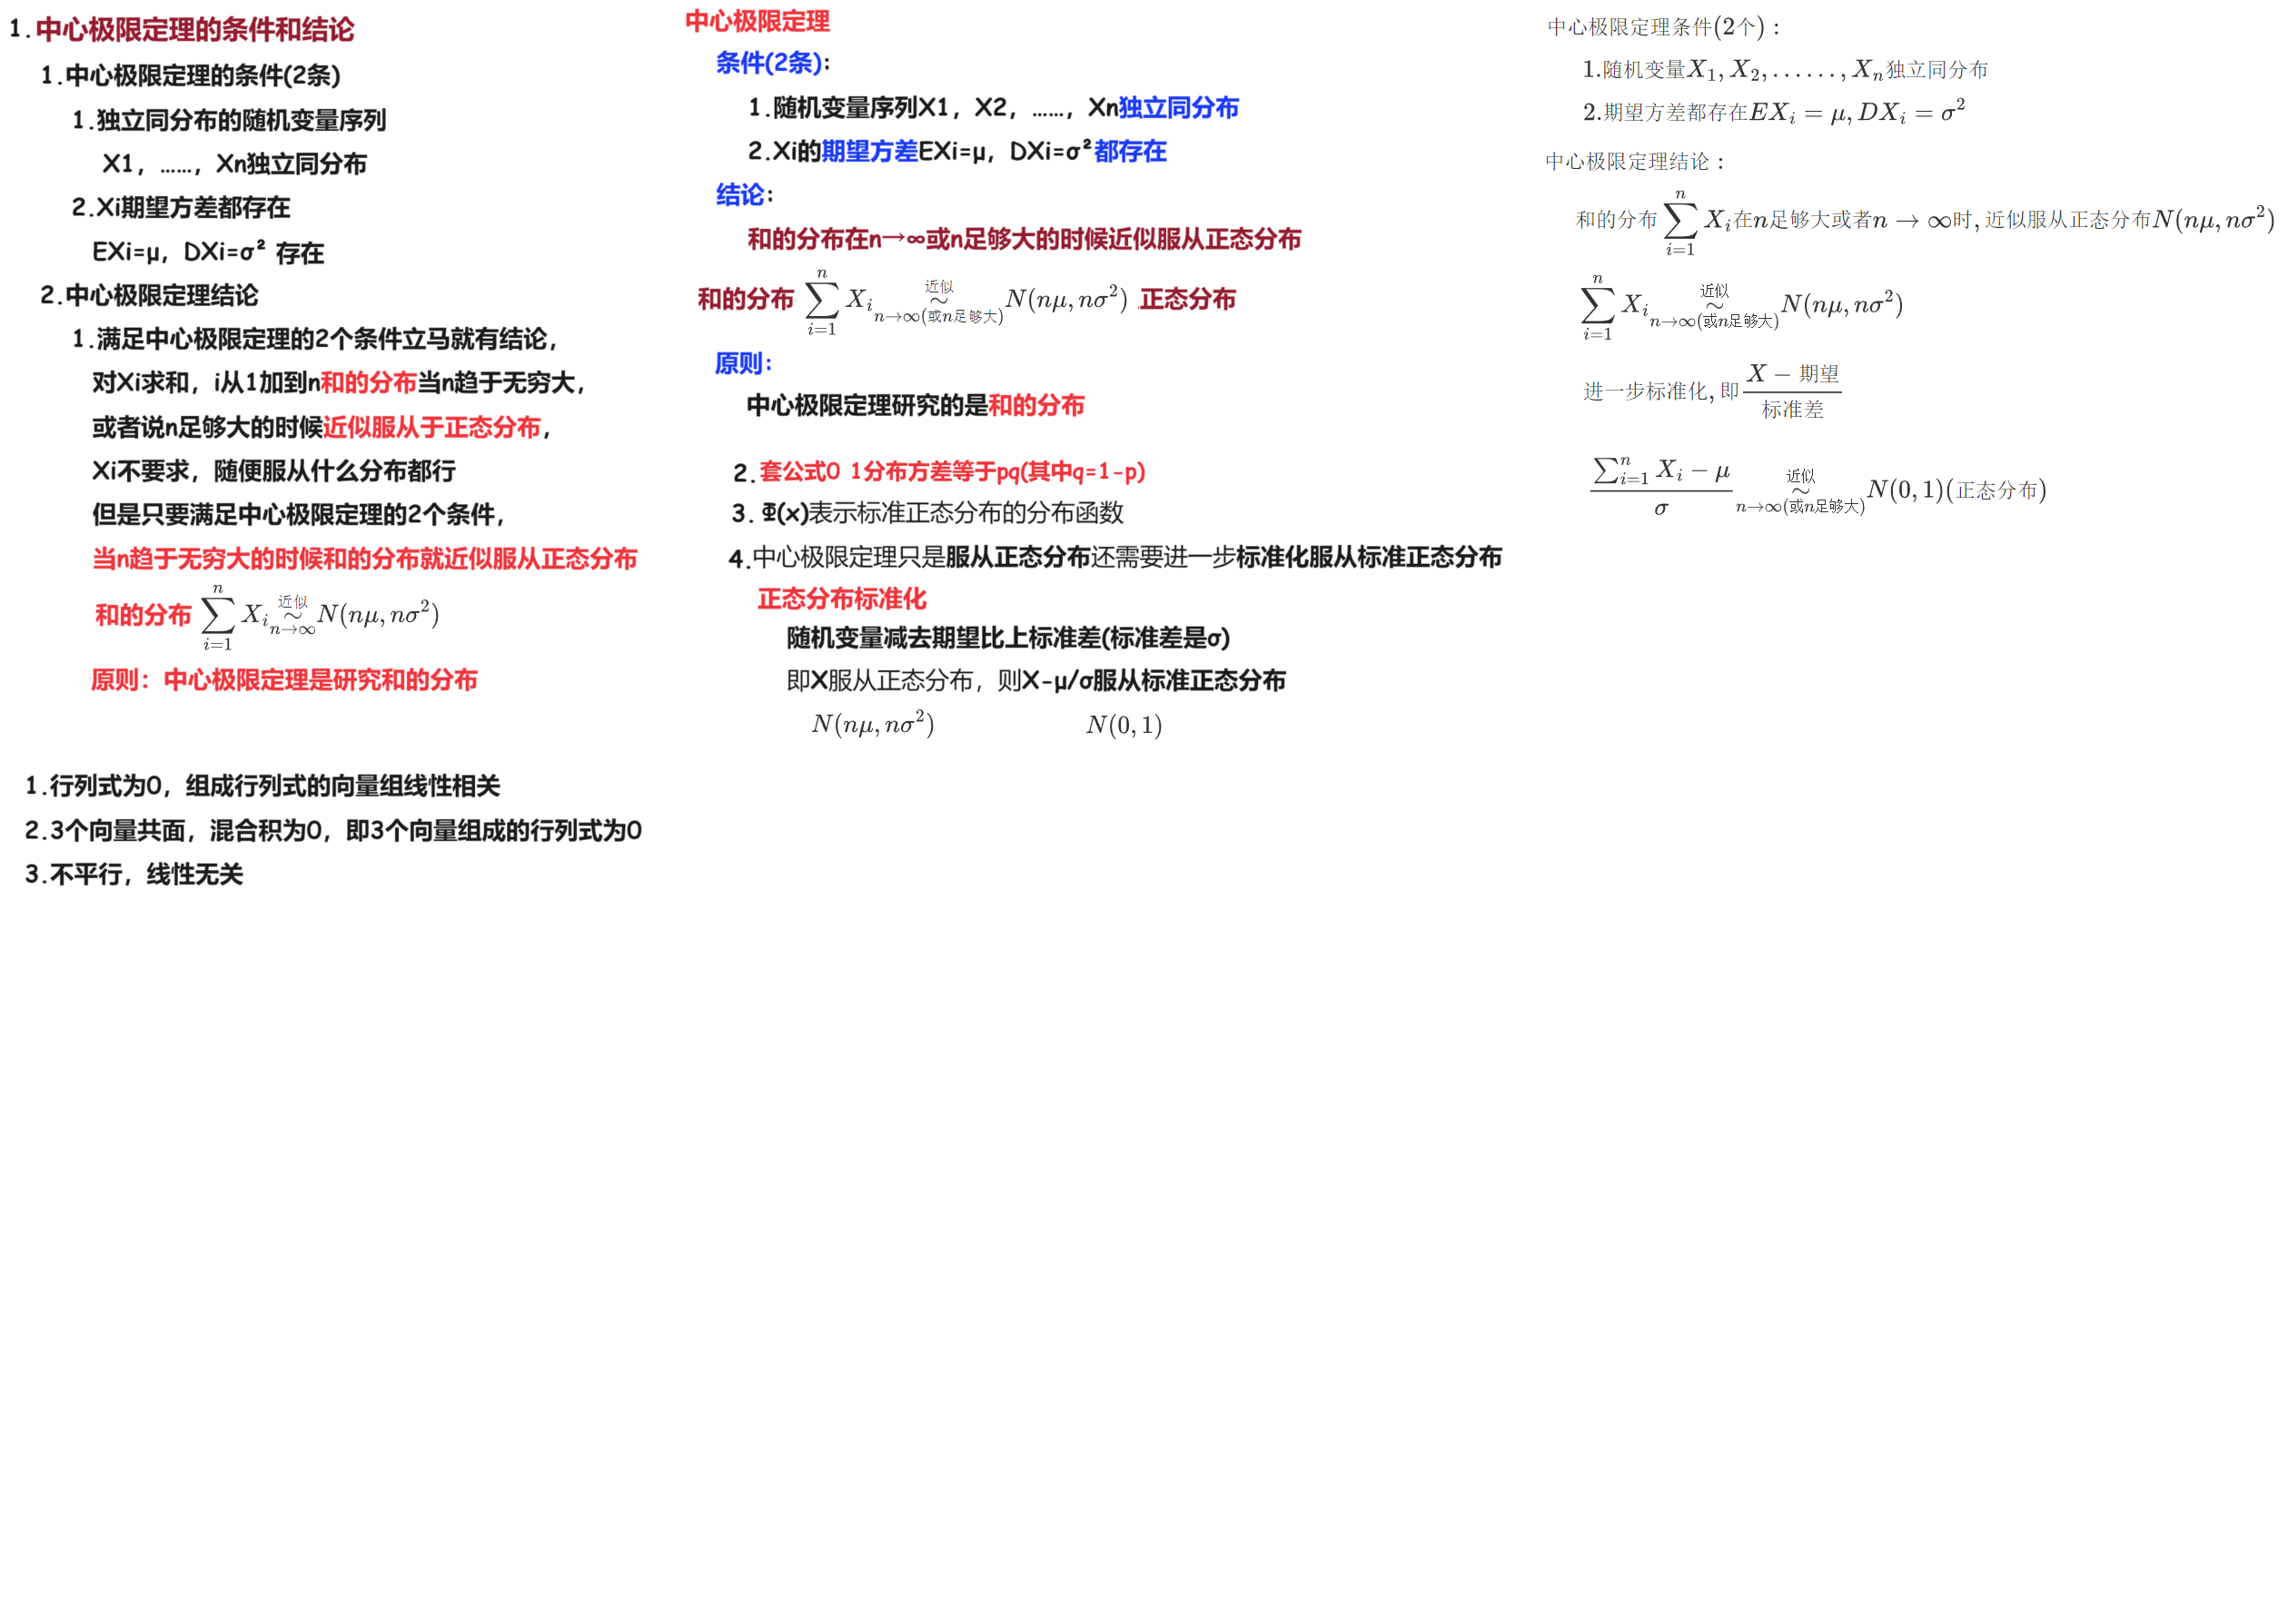 1.中心极限定理的条件和结论
1.中心极限定理的条件(2条)
1.独立同分布的随机变量序列
X1，……，Xn独立同分布
2.Xi期望方差都存在
EXi=μ，DXi=σ² 存在
2.中心极限定理结论
1.满足中心极限定理的2个条件立马就有结论，
对Xi求和，i从1加到n和的分布当n趋于无穷大，
或者说n足够大的时候近似服从于正态分布，
Xi不要求，随便服从什么分布都行
但是只要满足中心极限定理的2个条件，
当n趋于无穷大的时候和的分布就近似服从正态分布
和的分布 $\sum_{i=1}^{n} X_i \underset{n\to\infty}{\overset{近似}{\sim}} N(n\mu, n\sigma^2)$
原则：中心极限定理是研究和的分布
1.行列式为0，组成行列式的向量组线性相关
2.3个向量共面，混合积为0，即3个向量组成的行列式为0
3.不平行，线性无关
中心极限定理
条件(2条)：
1.随机变量序列X1，X2，……，Xn独立同分布
2.Xi的期望方差EXi=μ，DXi=σ²都存在
结论：
和的分布在n→∞或n足够大的时候近似服从正态分布
和的分布 $\sum_{i=1}^{n} X_i \underset{n\to\infty(或n足够大)}{\overset{近似}{\sim}} N(n\mu, n\sigma^2)$ 正态分布
原则：
中心极限定理研究的是和的分布
2.套公式0 1分布方差等于pq(其中q=1-p)
3.Φ(x)表示标准正态分布的分布函数
4.中心极限定理只是服从正态分布还需要进一步标准化服从标准正态分布
正态分布标准化
随机变量减去期望比上标准差(标准差是σ)
即X服从正态分布，则X-μ/σ服从标准正态分布
$N(n\mu, n\sigma^2)$ $N(0,1)$
中心极限定理条件(2个)：
1.随机变量$X_1, X_2, ......, X_n$独立同分布
2.期望方差都存在$EX_i = \mu, DX_i = \sigma^2$
中心极限定理结论：
和的分布$\sum_{i=1}^{n} X_i$在$n$足够大或者$n \to \infty$时,近似服从正态分布$N(n\mu, n\sigma^2)$
$\sum_{i=1}^{n} X_i \underset{n\to\infty(或n足够大)}{\overset{近似}{\sim}} N(n\mu, n\sigma^2)$
进一步标准化,即$\frac{X - 期望}{标准差}$
$\frac{\sum_{i=1}^{n} X_i - \mu}{\sigma} \underset{n\to\infty(或n足够大)}{\overset{近似}{\sim}} N(0,1)$(正态分布)